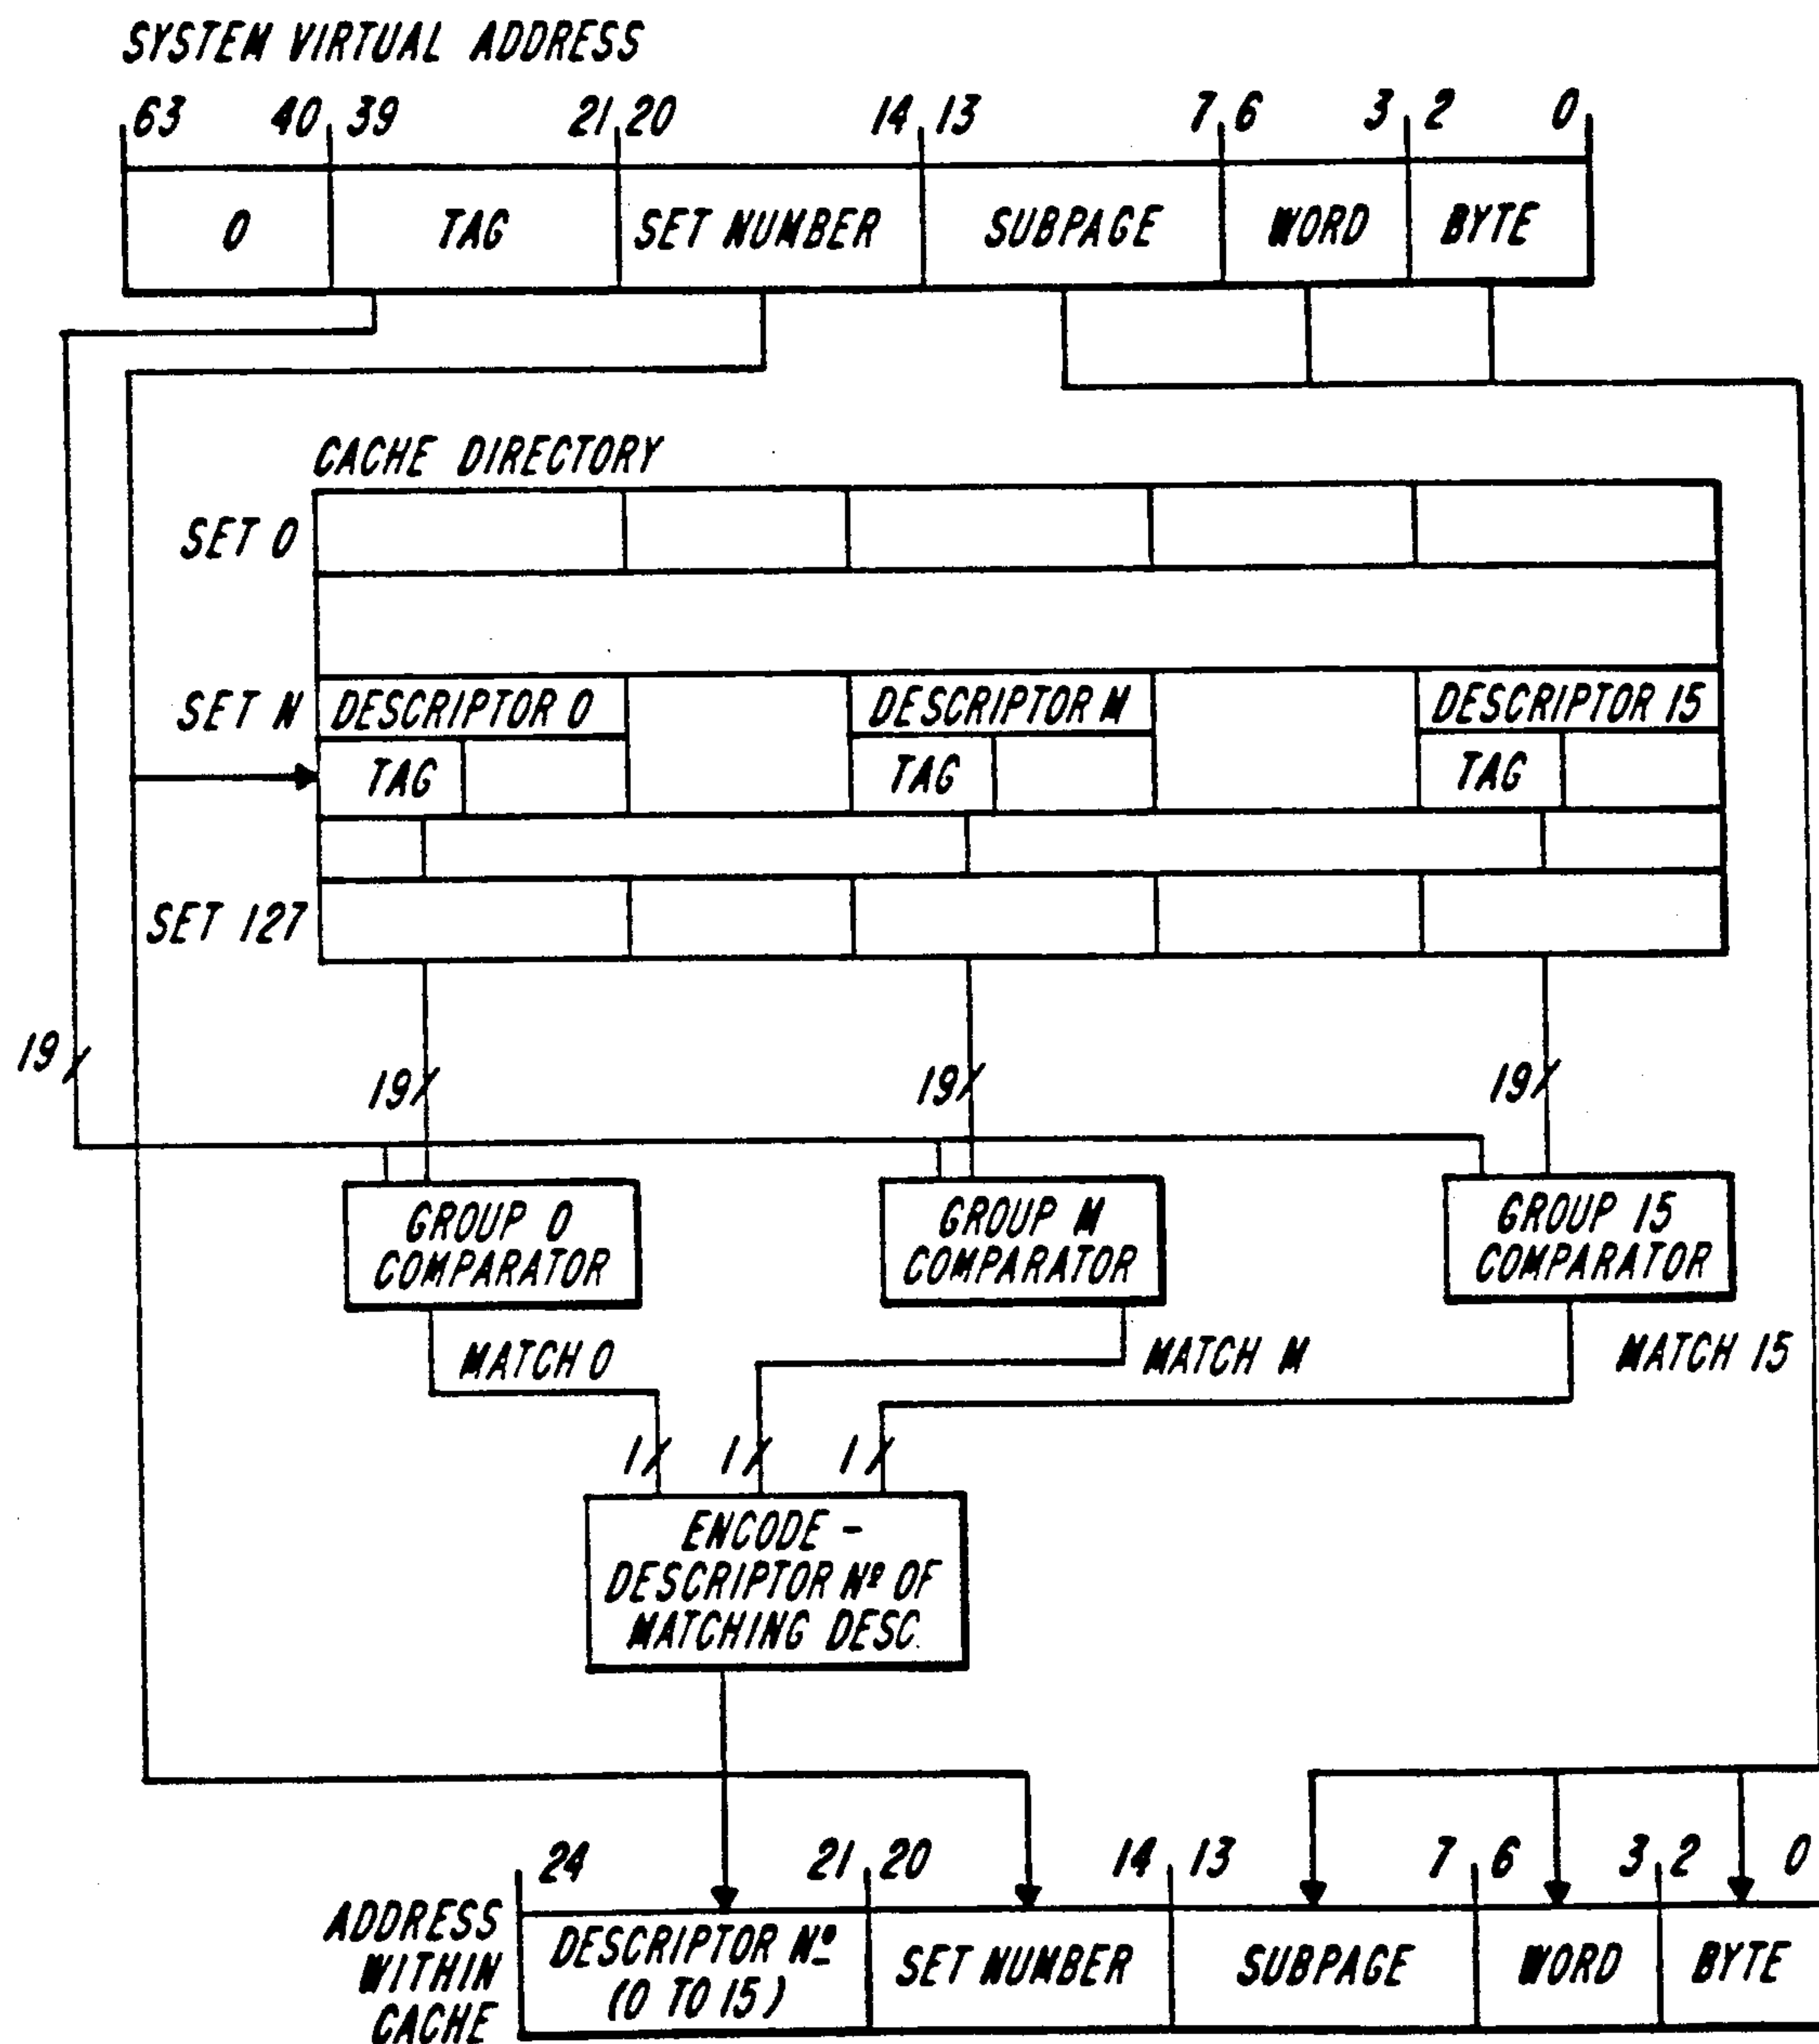 SYSTEM VIRTUAL ADDRESS
63 40 39 21 20 14 13 7 6 3 2 0
0 TAG SET NUMBER SUBPAGE WORD BYTE
CACHE DIRECTORY
SET 0
SET N DESCRIPTOR 0 DESCRIPTOR M DESCRIPTOR 15
TAG TAG TAG
SET 127
19
19 19 19
GROUP 0
COMPARATOR
GROUP M
COMPARATOR
GROUP 15
COMPARATOR
MATCH 0 MATCH M MATCH 15
1 1 1
ENCODE -
DESCRIPTOR Nº OF
MATCHING DESC.
24 21 20 14 13 7 6 3 2 0
ADDRESS
WITHIN
CACHE
DESCRIPTOR Nº
(0 TO 15)
SET NUMBER SUBPAGE WORD BYTE